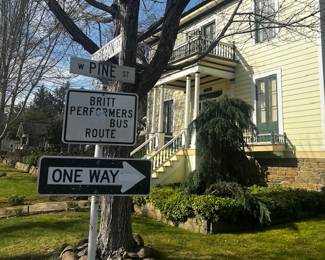 W PINE ST
BRITT
PERFORMERS
BUS
ROUTE
ONE WAY